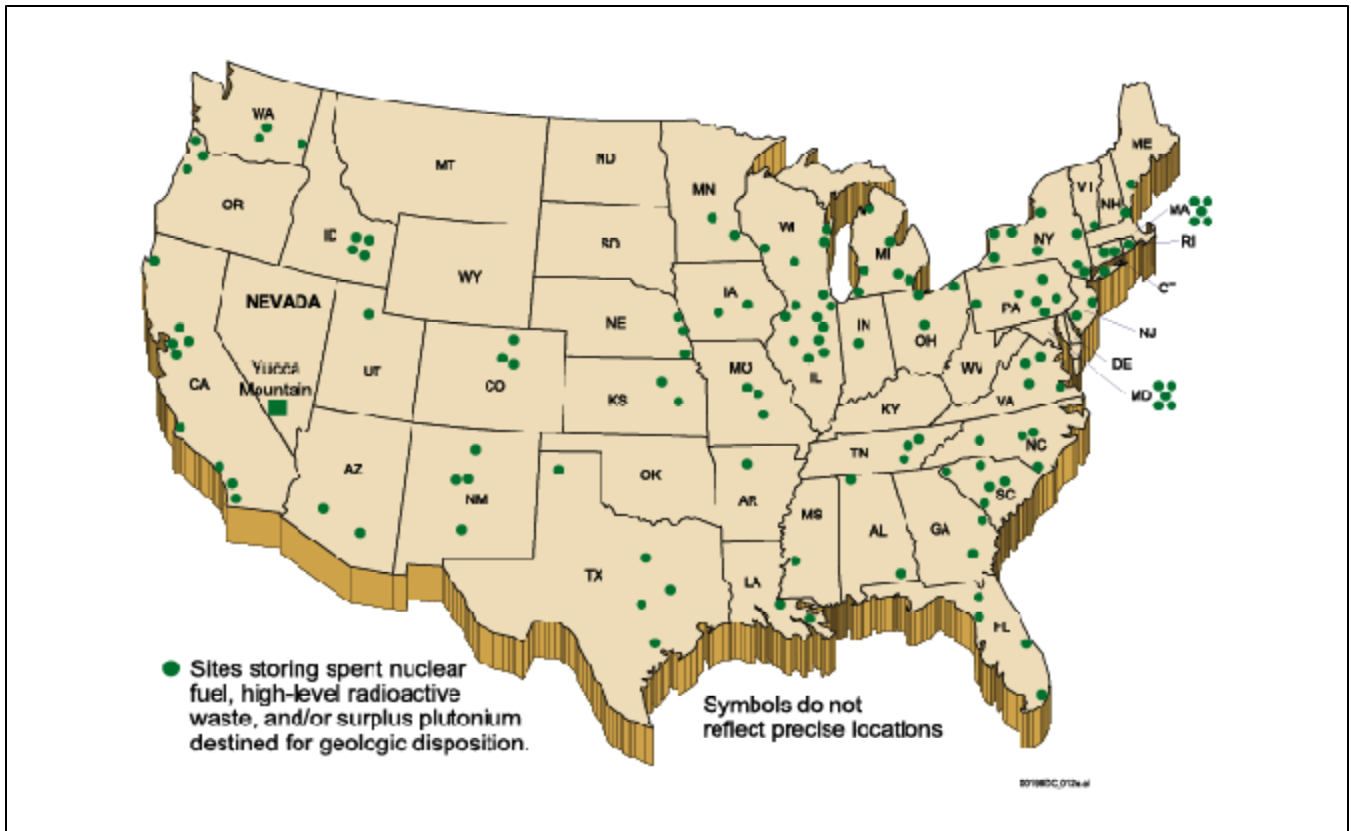 WA
MT
ND
MN
ME
OR
ID
SD
WI
MI
NY
NH
MA
RI
WY
NEVADA
NE
IA
PA
NJ
Yucca
Mountain
UT
CO
CA
KS
MO
IL
IN
OH
WV
VA
DE
MD
KY
AZ
NM
OK
AR
TN
NC
SC
MS
AL
GA
TX
LA
FL
Sites storing spent nuclear
fuel, high-level radioactive
waste, and/or surplus plutonium
destined for geologic disposition.
Symbols do not
reflect precise locations